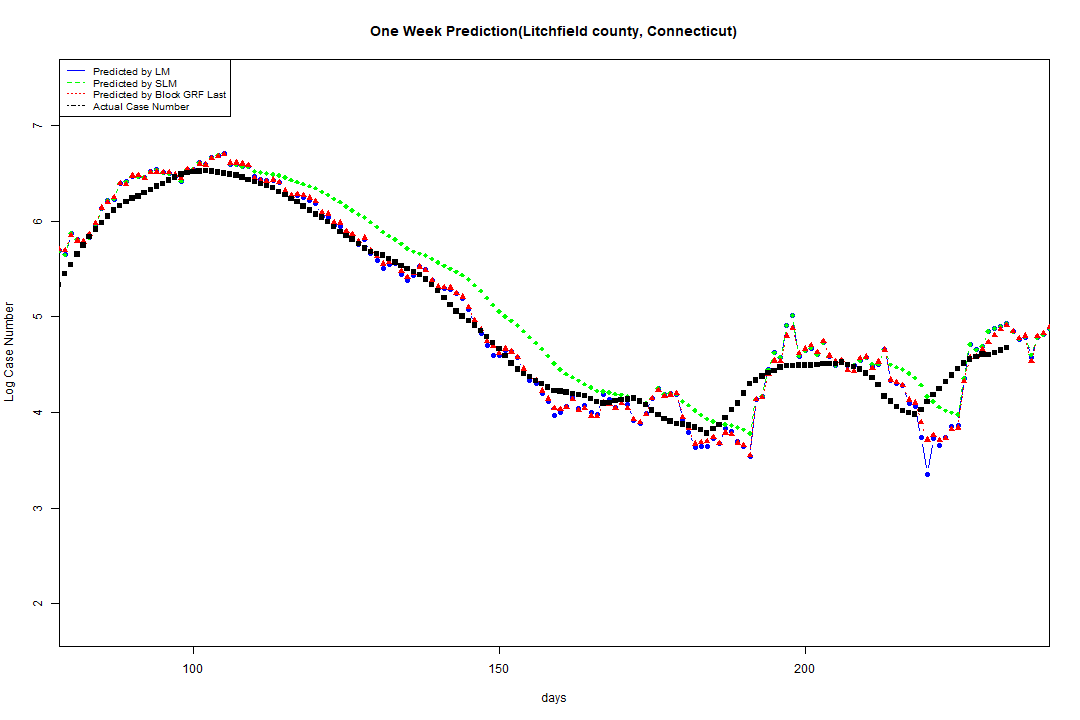 One Week Prediction(Litchfield county, Connecticut)
Predicted by LM
Predicted by SLM
Predicted by Block GRF Last
Actual Case Number
7
6
5
4
3
2
Log Case Number
100 150 200
days